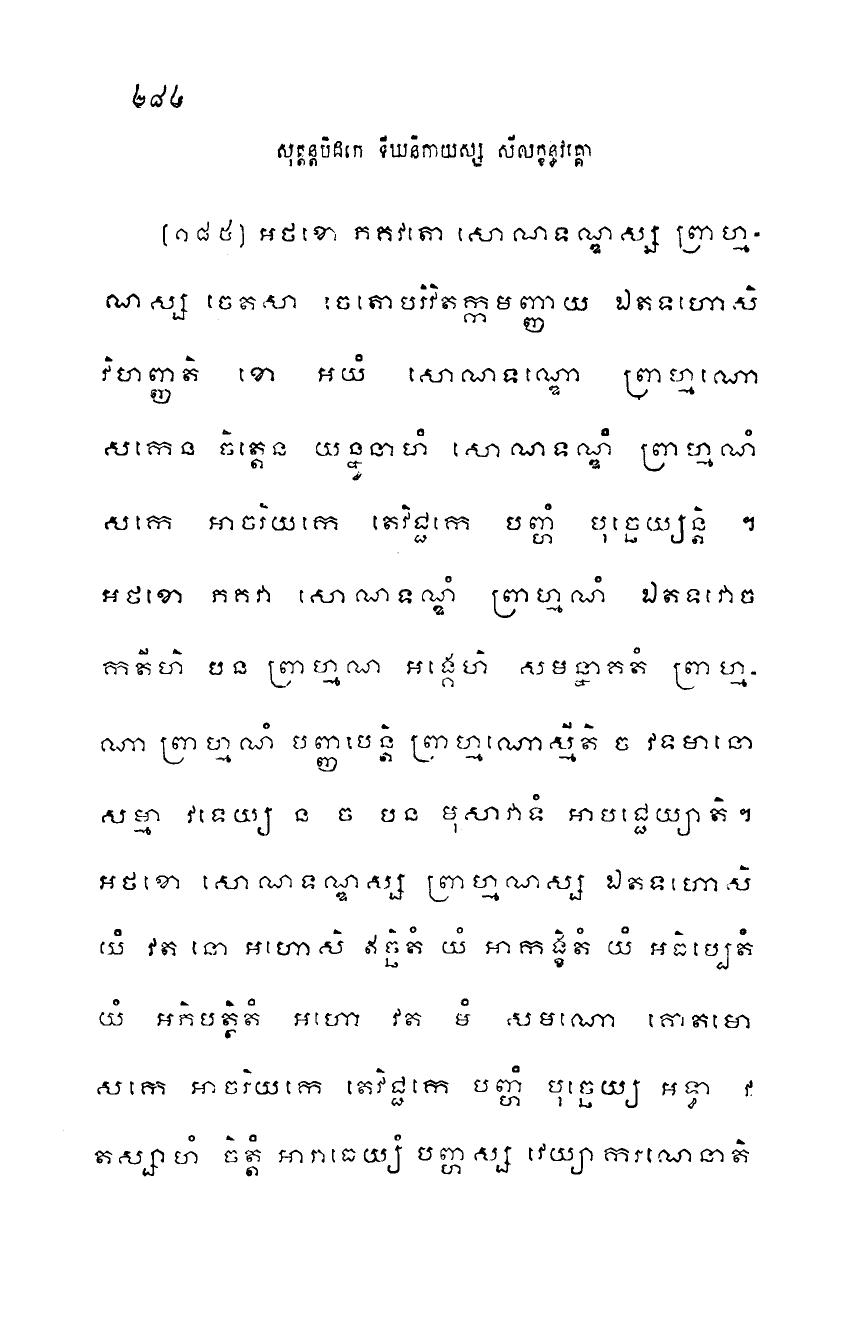 ២៨៤
សុត្តន្តបិដកេ ទីឃនិកាយស្ស សីលក្ខន្ធវគ្គោ
[១៨៥] អថខោ ភគវតោ សោណទណ្ឌស្ស ព្រាហ្ម-
ណស្ស ចេតសា ចេតោបរិវិតក្កមញ្ញាយ ឯតទហោសិ
វិហញ្ញតិ ខោ អយំ សោណទណ្ឌោ ព្រាហ្មណោ
សកេន ចិត្តេន យន្នូនាហំ សោណទណ្ឌំ ព្រាហ្មណំ
សកេ អាចរិយកេ តេវិជ្ជកេ បញ្ហំ បុច្ឆេយ្យន្តិ ។
អថខោ ភគវា សោណទណ្ឌំ ព្រាហ្មណំ ឯតទវោច
កតីហិ បន ព្រាហ្មណ អង្គេហិ សមន្នាគតំ ព្រាហ្ម-
ណា ព្រាហ្មណំ បញ្ញាបេន្តិ ព្រាហ្មណោស្មីតិ ច វទមានោ
សម្មា វទេយ្យ ន ច បន មុសាវាទំ អាបជ្ជេយ្យាតិ។
អថខោ សោណទណ្ឌស្ស ព្រាហ្មណស្ស ឯតទហោសិ
យំ វត នោ អហោសិ ឥច្ឆិតំ យំ អាកង្ខិតំ យំ អធិប្បេតំ
យំ អភិបត្ថិតំ អហោ វត មំ សមណោ គោតមោ
សកេ អាចរិយកេ តេវិជ្ជកេ បញ្ហំ បុច្ឆេយ្យ អទ្ធា វ
តស្សាហំ ចិត្តំ អារាធេយ្យំ បញ្ហស្ស វេយ្យាករណេនាតិ